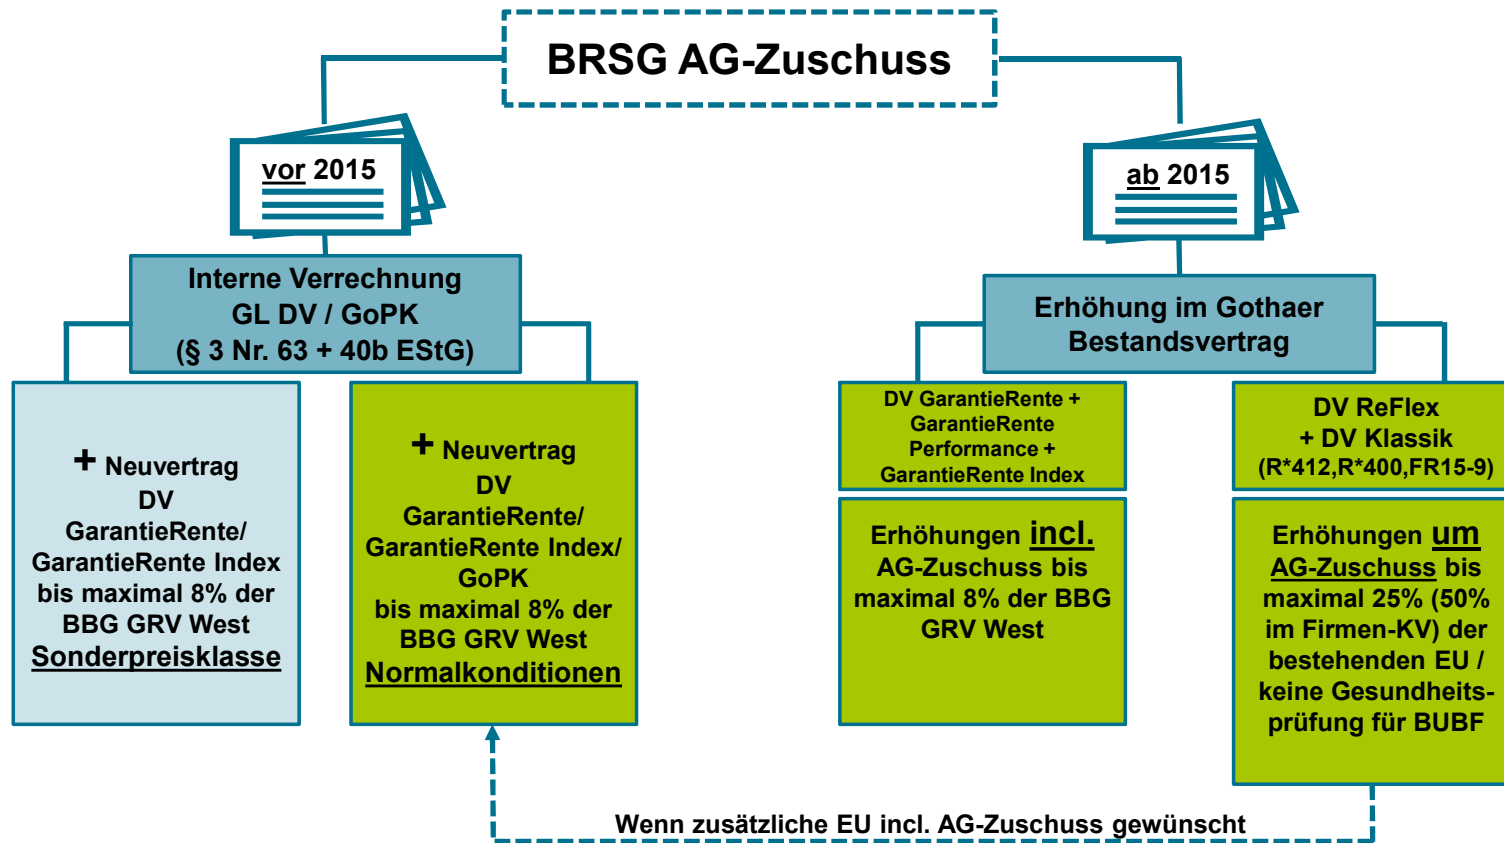 BRSG AG-Zuschuss
vor 2015
Interne Verrechnung
GL DV / GoPK
(§ 3 Nr. 63 + 40b EStG)
+ Neuvertrag
DV
GarantieRente/
GarantieRente Index
bis maximal 8% der
BBG GRV West
Sonderpreisklasse
+ Neuvertrag
DV
GarantieRente/
GarantieRente Index/
GoPK
bis maximal 8% der
BBG GRV West
Normalkonditionen
ab 2015
Erhöhung im Gothaer
Bestandsvertrag
DV GarantieRente +
GarantieRente
Performance +
GarantieRente Index
Erhöhungen incl.
AG-Zuschuss bis
maximal 8% der BBG
GRV West
DV ReFlex
+ DV Klassik
(R*412,R*400,FR15-9)
Erhöhungen um
AG-Zuschuss bis
maximal 25% (50%
im Firmen-KV) der
bestehenden EU /
keine Gesundheits-
prüfung für BUBF
Wenn zusätzliche EU incl. AG-Zuschuss gewünscht